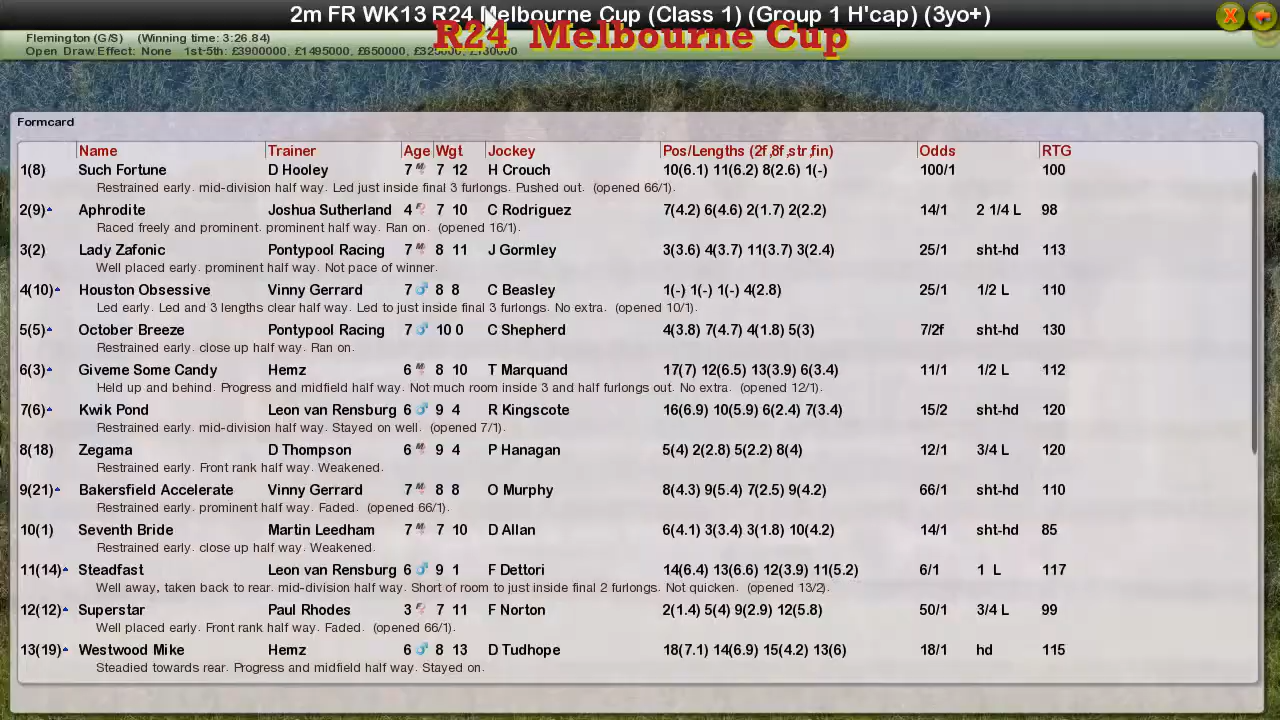 2m FR WK13 R24 Melbourne Cup (Class 1) (Group 1 H'cap) (3yo+)
R24 Melbourne Cup
Flemington (G/S) (Winning time: 3:26.84)
Open Draw Effect: None 1st-5th: £3900000, £1495000, £650000, £325000, £130000
Formcard
Name Trainer Age Wgt Jockey Pos/Lengths (2f,8f,str,fin) Odds RTG
1(8) Such Fortune D Hooley 7 7 12 H Crouch 10(6.1) 11(6.2) 8(2.6) 1(-) 100/1 100
Restrained early. mid-division half way. Led just inside final 3 furlongs. Pushed out. (opened 66/1).
2(9) Aphrodite Joshua Sutherland 4 7 10 C Rodriguez 7(4.2) 6(4.6) 2(1.7) 2(2.2) 14/1 2 1/4 L 98
Raced freely and prominent. prominent half way. Ran on. (opened 16/1).
3(2) Lady Zafonic Pontypool Racing 7 8 11 J Gormley 3(3.6) 4(3.7) 11(3.7) 3(2.4) 25/1 sht-hd 113
Well placed early. prominent half way. Not pace of winner.
4(10) Houston Obsessive Vinny Gerrard 7 8 8 C Beasley 1(-) 1(-) 1(-) 4(2.8) 25/1 1/2 L 110
Led early. Led and 3 lengths clear half way. Led to just inside final 3 furlongs. No extra. (opened 10/1).
5(5) October Breeze Pontypool Racing 7 10 0 C Shepherd 4(3.8) 7(4.7) 4(1.8) 5(3) 7/2f sht-hd 130
Restrained early. close up half way. Ran on.
6(3) Giveme Some Candy Hemz 6 8 10 T Marquand 17(7) 12(6.5) 13(3.9) 6(3.4) 11/1 1/2 L 112
Held up and behind. Progress and midfield half way. Not much room inside 3 and half furlongs out. No extra. (opened 12/1).
7(6) Kwik Pond Leon van Rensburg 6 9 4 R Kingscote 16(6.9) 10(5.9) 6(2.4) 7(3.4) 15/2 sht-hd 120
Restrained early. mid-division half way. Stayed on well. (opened 7/1).
8(18) Zegama D Thompson 6 9 4 P Hanagan 5(4) 2(2.8) 5(2.2) 8(4) 12/1 3/4 L 120
Restrained early. Front rank half way. Weakened.
9(21) Bakersfield Accelerate Vinny Gerrard 7 8 8 O Murphy 8(4.3) 9(5.4) 7(2.5) 9(4.2) 66/1 sht-hd 110
Restrained early. prominent half way. Faded. (opened 66/1).
10(1) Seventh Bride Martin Leedham 7 7 10 D Allan 6(4.1) 3(3.4) 3(1.8) 10(4.2) 14/1 sht-hd 85
Restrained early. close up half way. Weakened.
11(14) Steadfast Leon van Rensburg 6 9 1 F Dettori 14(6.4) 13(6.6) 12(3.9) 11(5.2) 6/1 1 L 117
Well away, taken back to rear. mid-division half way. Short of room to just inside final 2 furlongs. Not quicken. (opened 13/2).
12(12) Superstar Paul Rhodes 3 7 11 F Norton 2(1.4) 5(4) 9(2.9) 12(5.8) 50/1 3/4 L 99
Well placed early. Front rank half way. Faded. (opened 66/1).
13(19) Westwood Mike Hemz 6 8 13 D Tudhope 18(7.1) 14(6.9) 15(4.2) 13(6) 18/1 hd 115
Steadied towards rear. Progress and midfield half way. Stayed on.